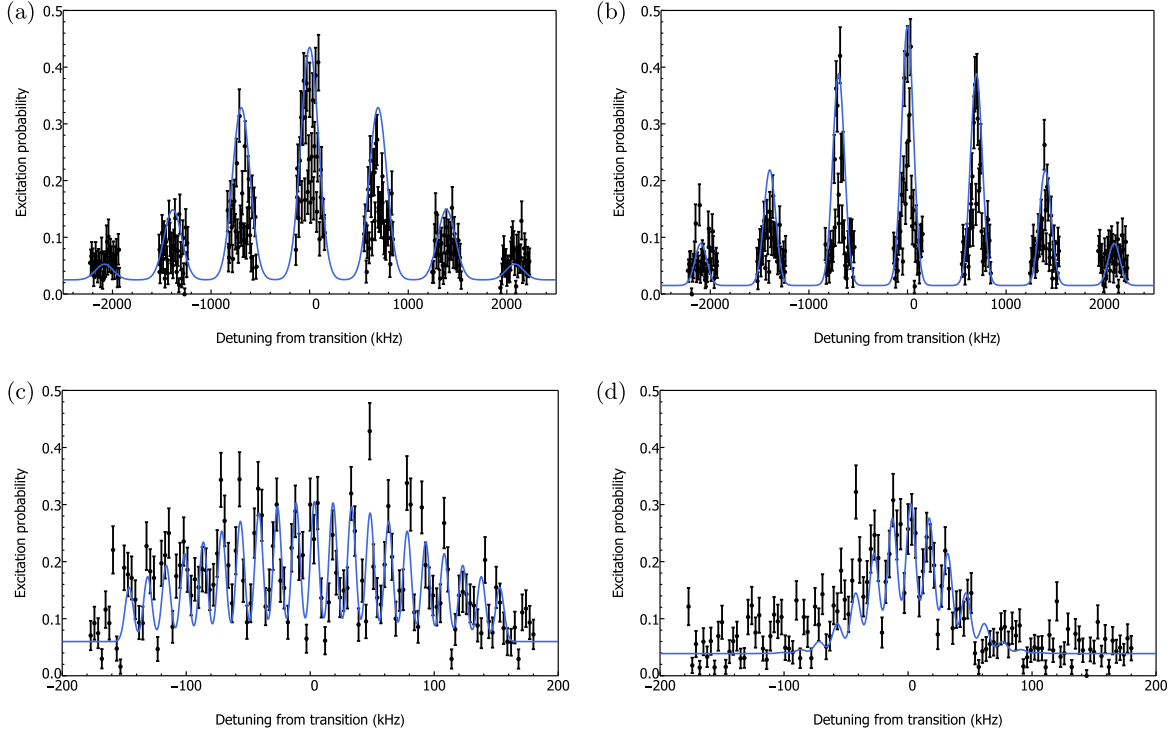 (a)
0.5
0.4
0.3
0.2
0.1
0.0
Excitation probability
−2000 −1000 0 1000 2000
Detuning from transition (kHz)
(b)
0.5
0.4
0.3
0.2
0.1
0.0
Excitation probability
−2000 −1000 0 1000 2000
Detuning from transition (kHz)
(c)
0.5
0.4
0.3
0.2
0.1
0.0
Excitation probability
−200 −100 0 100 200
Detuning from transition (kHz)
(d)
0.5
0.4
0.3
0.2
0.1
0.0
Excitation probability
−200 −100 0 100 200
Detuning from transition (kHz)